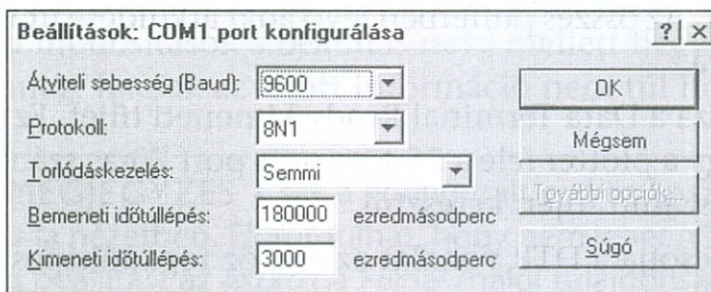 Beállítások: COM1 port konfigurálása
Átviteli sebesség (Baud): 9600
OK
Protokoll: 8N1
Mégsem
Torlódáskezelés: Semmi
További opciók...
Bemeneti időtúllépés: 180000 ezredmásodperc
Súgó
Kimeneti időtúllépés: 3000 ezredmásodperc